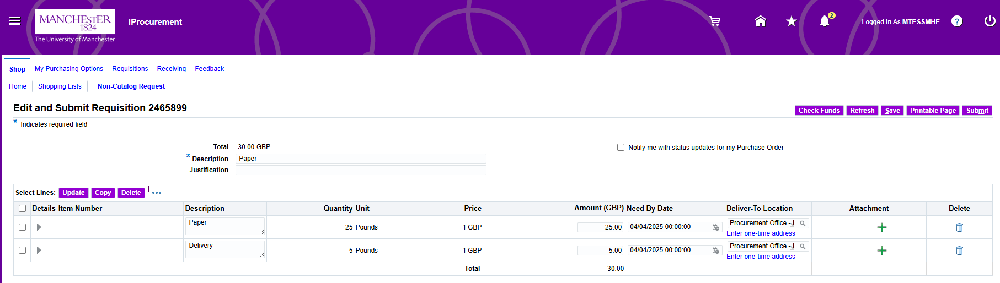 MANCHESTER
1824
The University of Manchester
iProcurement
2
Logged In As MTESSMHE
?
Shop My Purchasing Options Requisitions Receiving Feedback
Home Shopping Lists Non-Catalog Request
Edit and Submit Requisition 2465899
Check Funds Refresh Save Printable Page Submit
* Indicates required field
Total 30.00 GBP
Notify me with status updates for my Purchase Order
* Description Paper
Justification
Select Lines: Update Copy Delete
Details Item Number Description Quantity Unit Price Amount (GBP) Need By Date Deliver-To Location Attachment Delete
Paper 25 Pounds 1 GBP 25.00 04/04/2025 00:00:00 Procurement Office -
Enter one-time address
Delivery 5 Pounds 1 GBP 5.00 04/04/2025 00:00:00 Procurement Office -
Enter one-time address
Total 30.00